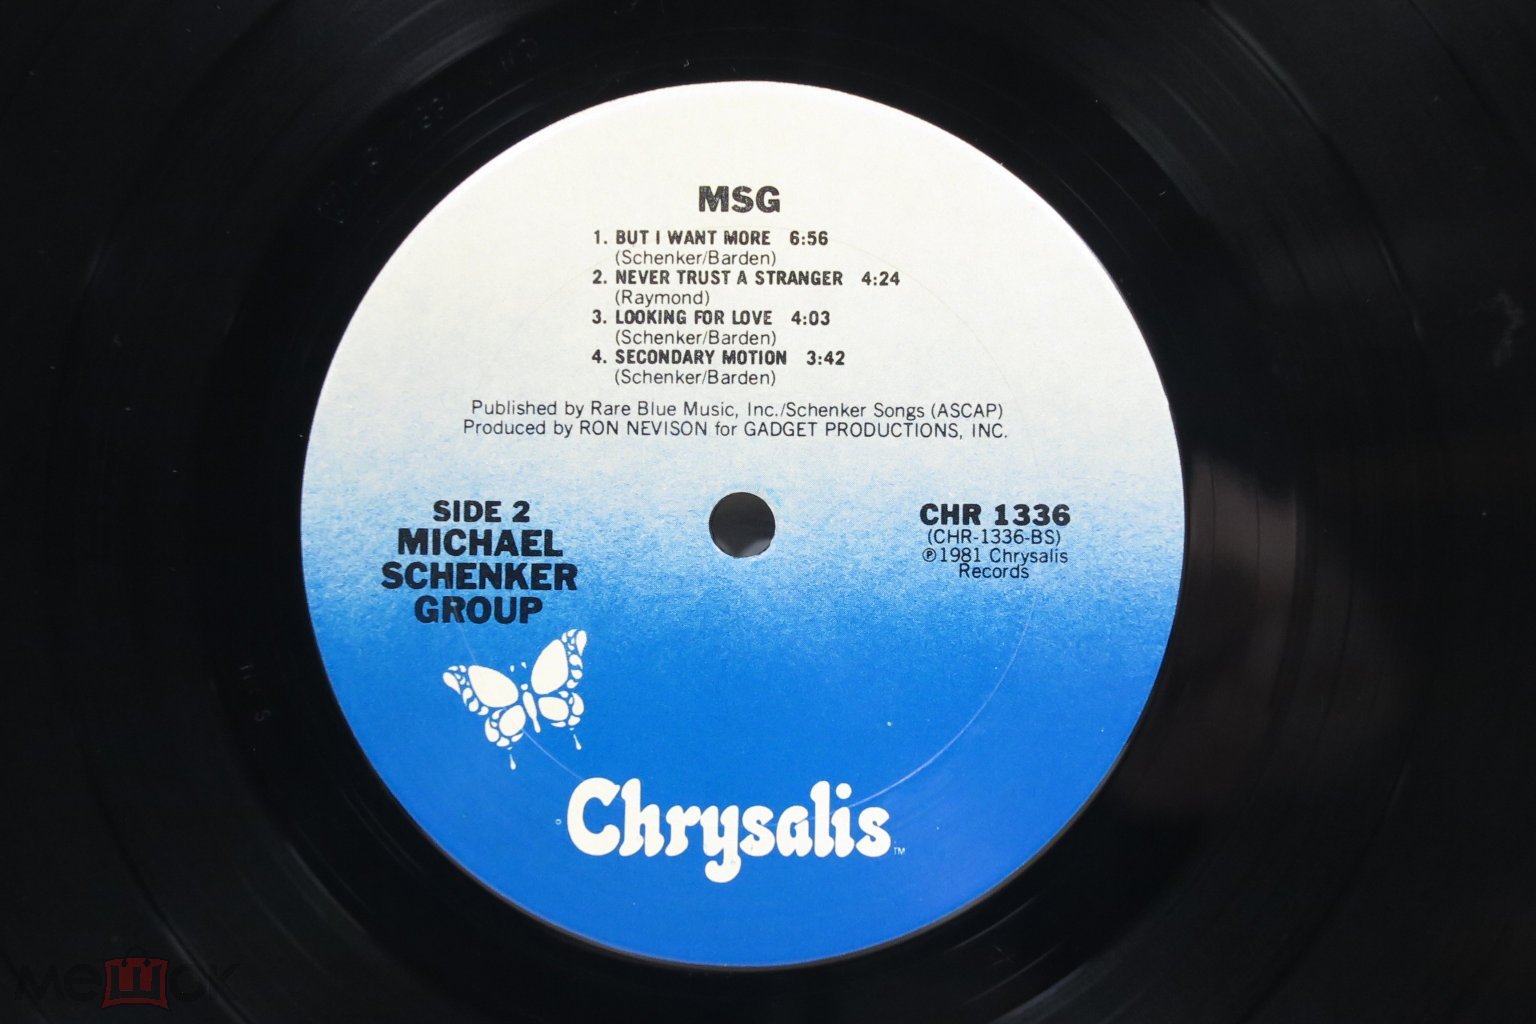 MSG
1. BUT I WANT MORE 6:56
(Schenker/Barden)
2. NEVER TRUST A STRANGER 4:24
(Raymond)
3. LOOKING FOR LOVE 4:03
(Schenker/Barden)
4. SECONDARY MOTION 3:42
(Schenker/Barden)
Published by Rare Blue Music, Inc./Schenker Songs (ASCAP)
Produced by RON NEVISON for GADGET PRODUCTIONS, INC.
SIDE 2
MICHAEL
SCHENKER
GROUP
CHR 1336
(CHR-1336-BS)
℗1981 Chrysalis
Records
Chrysalis™
мешок